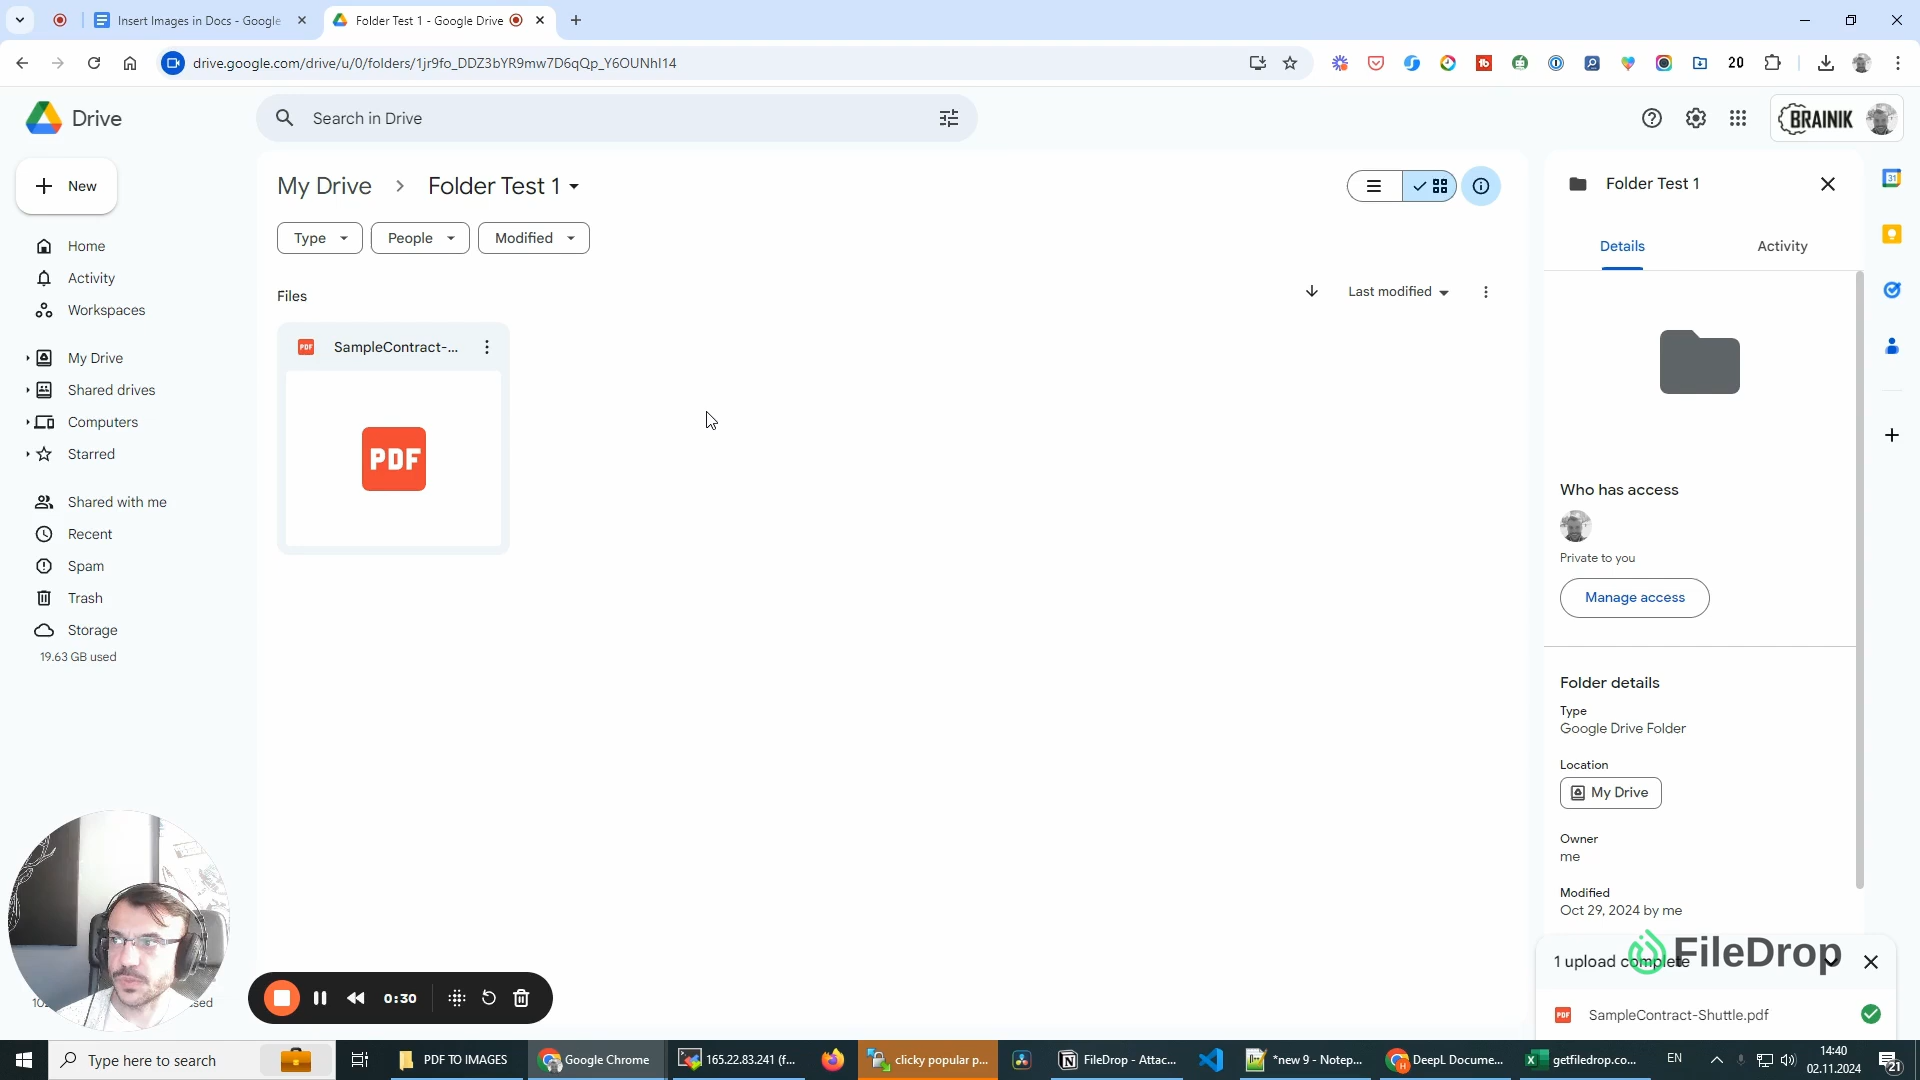 Insert Images in Docs - Google
Folder Test 1 - Google Drive
drive.google.com/drive/u/0/folders/1jr9fo_DDZ3bYR9mw7D6qQp_Y6OUNhI14
20
Drive
Search in Drive
BRAINIK
New
My Drive
Folder Test 1
Folder Test 1
Type
People
Modified
Details
Activity
Home
Activity
Workspaces
My Drive
Shared drives
Computers
Starred
Shared with me
Recent
Spam
Trash
Storage
19.63 GB used
Files
Last modified
PDF
SampleContract-...
PDF
31
Who has access
Private to you
Manage access
Folder details
Type
Google Drive Folder
Location
My Drive
Owner
me
Modified
Oct 29, 2024 by me
1 upload complete
FileDrop
PDF
SampleContract-Shuttle.pdf
0:30
Type here to search
PDF TO IMAGES
Google Chrome
165.22.83.241 (f...
clicky popular p...
FileDrop - Attac...
*new 9 - Notep...
DeepL Docume...
getfiledrop.co...
EN
14:40
02.11.2024
21